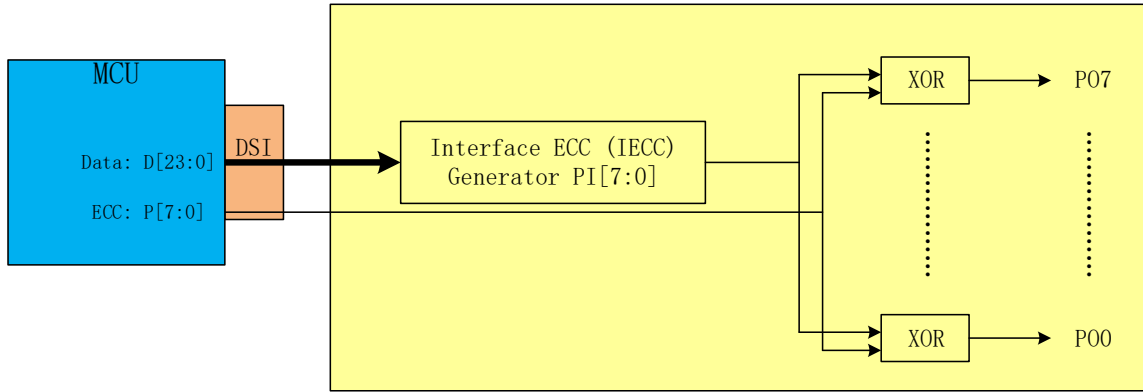 MCU
DSI
Data: D[23:0]
ECC: P[7:0]
Interface ECC (IECC)
Generator PI[7:0]
XOR
PO7
XOR
PO0